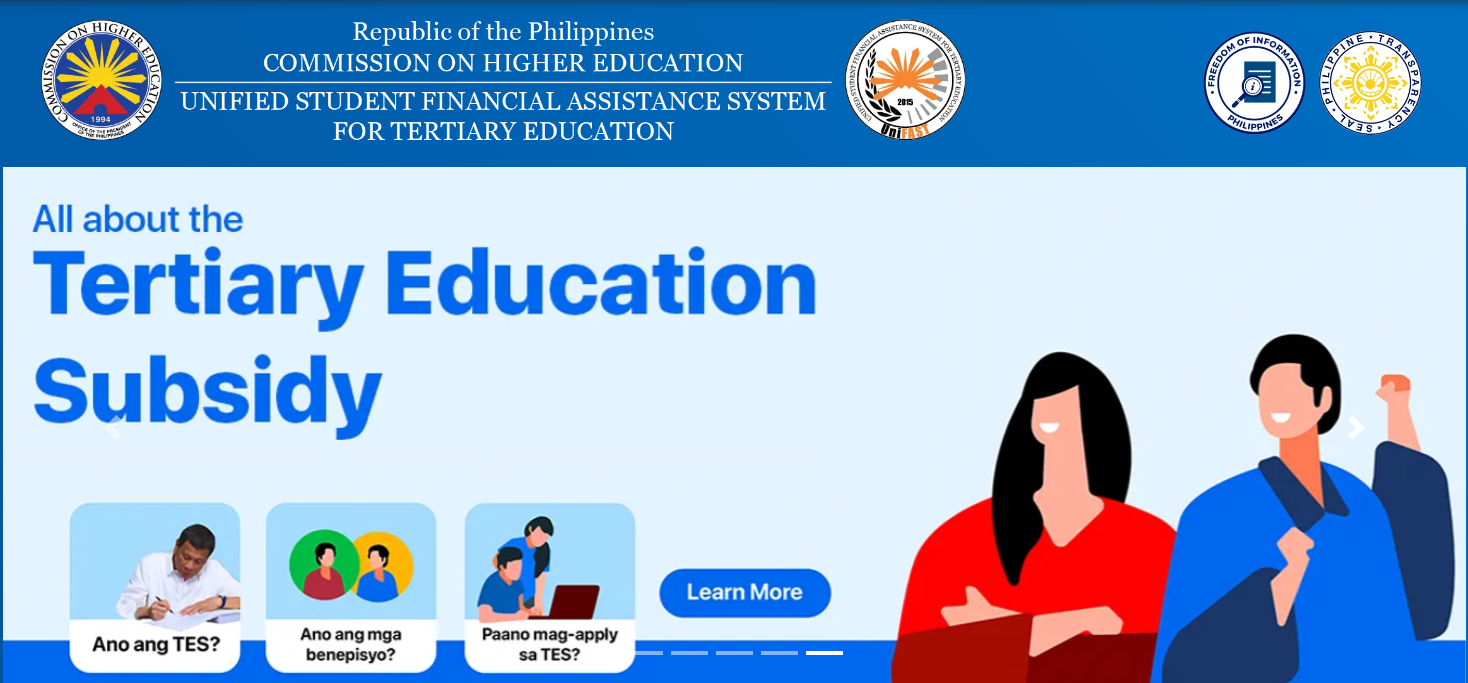 COMMISSION ON HIGHER EDUCATION
1994
OFFICE OF THE PRESIDENT
OF THE PHILIPPINES
Republic of the Philippines
COMMISSION ON HIGHER EDUCATION
UNIFIED STUDENT FINANCIAL ASSISTANCE SYSTEM
FOR TERTIARY EDUCATION
UNIFIED STUDENT FINANCIAL ASSISTANCE SYSTEM FOR TERTIARY EDUCATION
2015
UniFAST
FREEDOM OF INFORMATION
i
PHILIPPINES
PHILIPPINE • TRANSPARENCY • SEAL •
All about the
Tertiary Education
Subsidy
Ano ang TES?
Ano ang mga
benepisyo?
Paano mag-apply
sa TES?
Learn More